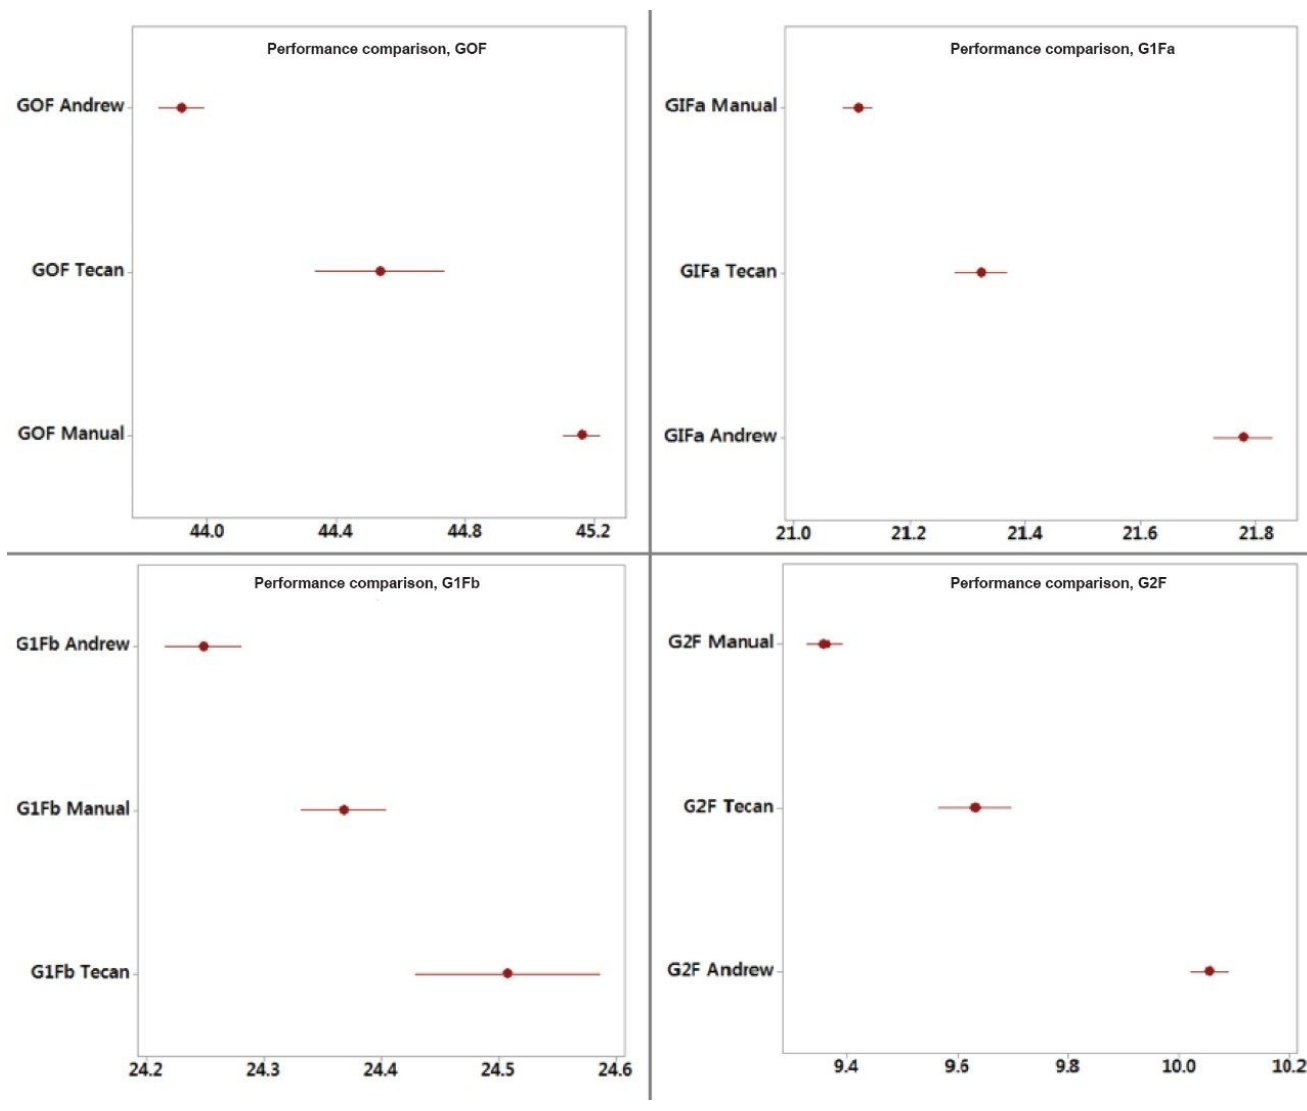 Performance comparison, GOF
GOF Andrew
GOF Tecan
GOF Manual
44.0 44.4 44.8 45.2
Performance comparison, G1Fa
GIFa Manual
GIFa Tecan
GIFa Andrew
21.0 21.2 21.4 21.6 21.8
Performance comparison, G1Fb
G1Fb Andrew
G1Fb Manual
G1Fb Tecan
24.2 24.3 24.4 24.5 24.6
Performance comparison, G2F
G2F Manual
G2F Tecan
G2F Andrew
9.4 9.6 9.8 10.0 10.2